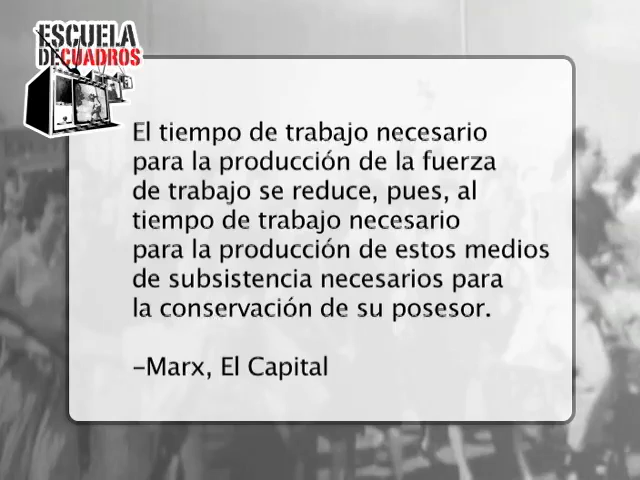 ESCUELA
DECUADROS
El tiempo de trabajo necesario
para la producción de la fuerza
de trabajo se reduce, pues, al
tiempo de trabajo necesario
para la producción de estos medios
de subsistencia necesarios para
la conservación de su posesor.
–Marx, El Capital